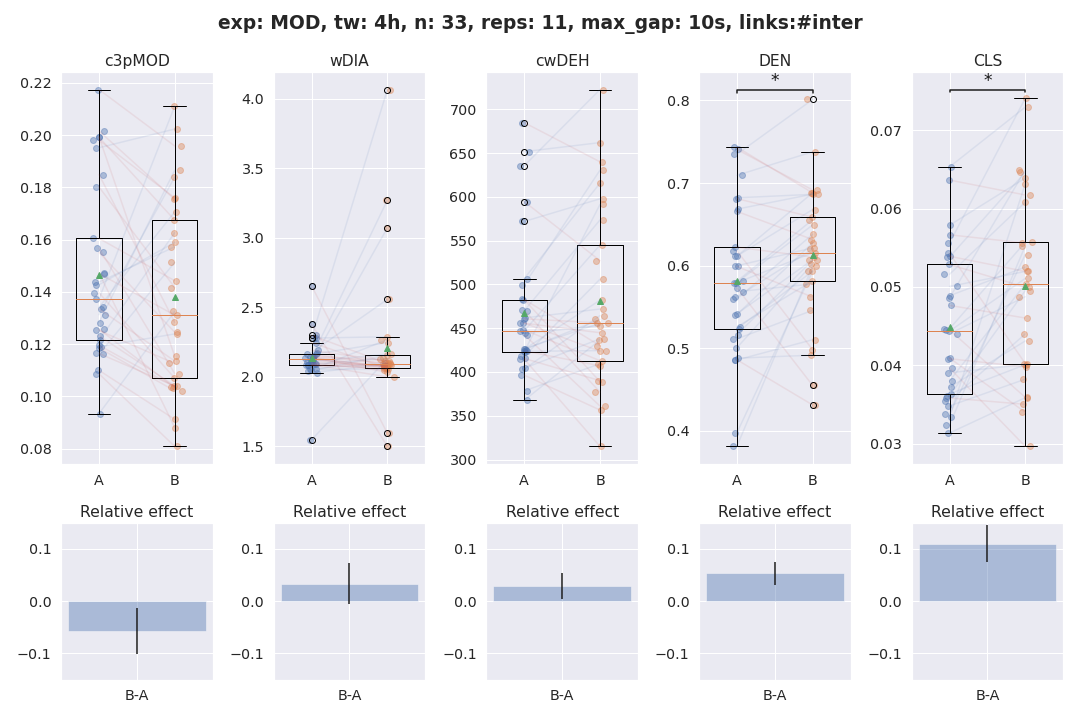 exp: MOD, tw: 4h, n: 33, reps: 11, max_gap: 10s, links:#inter
c3pMOD wDIA cwDEH DEN CLS
* *
0.22 0.20 0.18 0.16 0.14 0.12 0.10 0.08
4.0 3.5 3.0 2.5 2.0 1.5
700 650 600 550 500 450 400 350 300
0.8 0.7 0.6 0.5 0.4
0.07 0.06 0.05 0.04 0.03
A B A B A B A B A B
Relative effect Relative effect Relative effect Relative effect Relative effect
0.1 0.1 0.1 0.1 0.1
0.0 0.0 0.0 0.0 0.0
−0.1 −0.1 −0.1 −0.1 −0.1
B-A B-A B-A B-A B-A